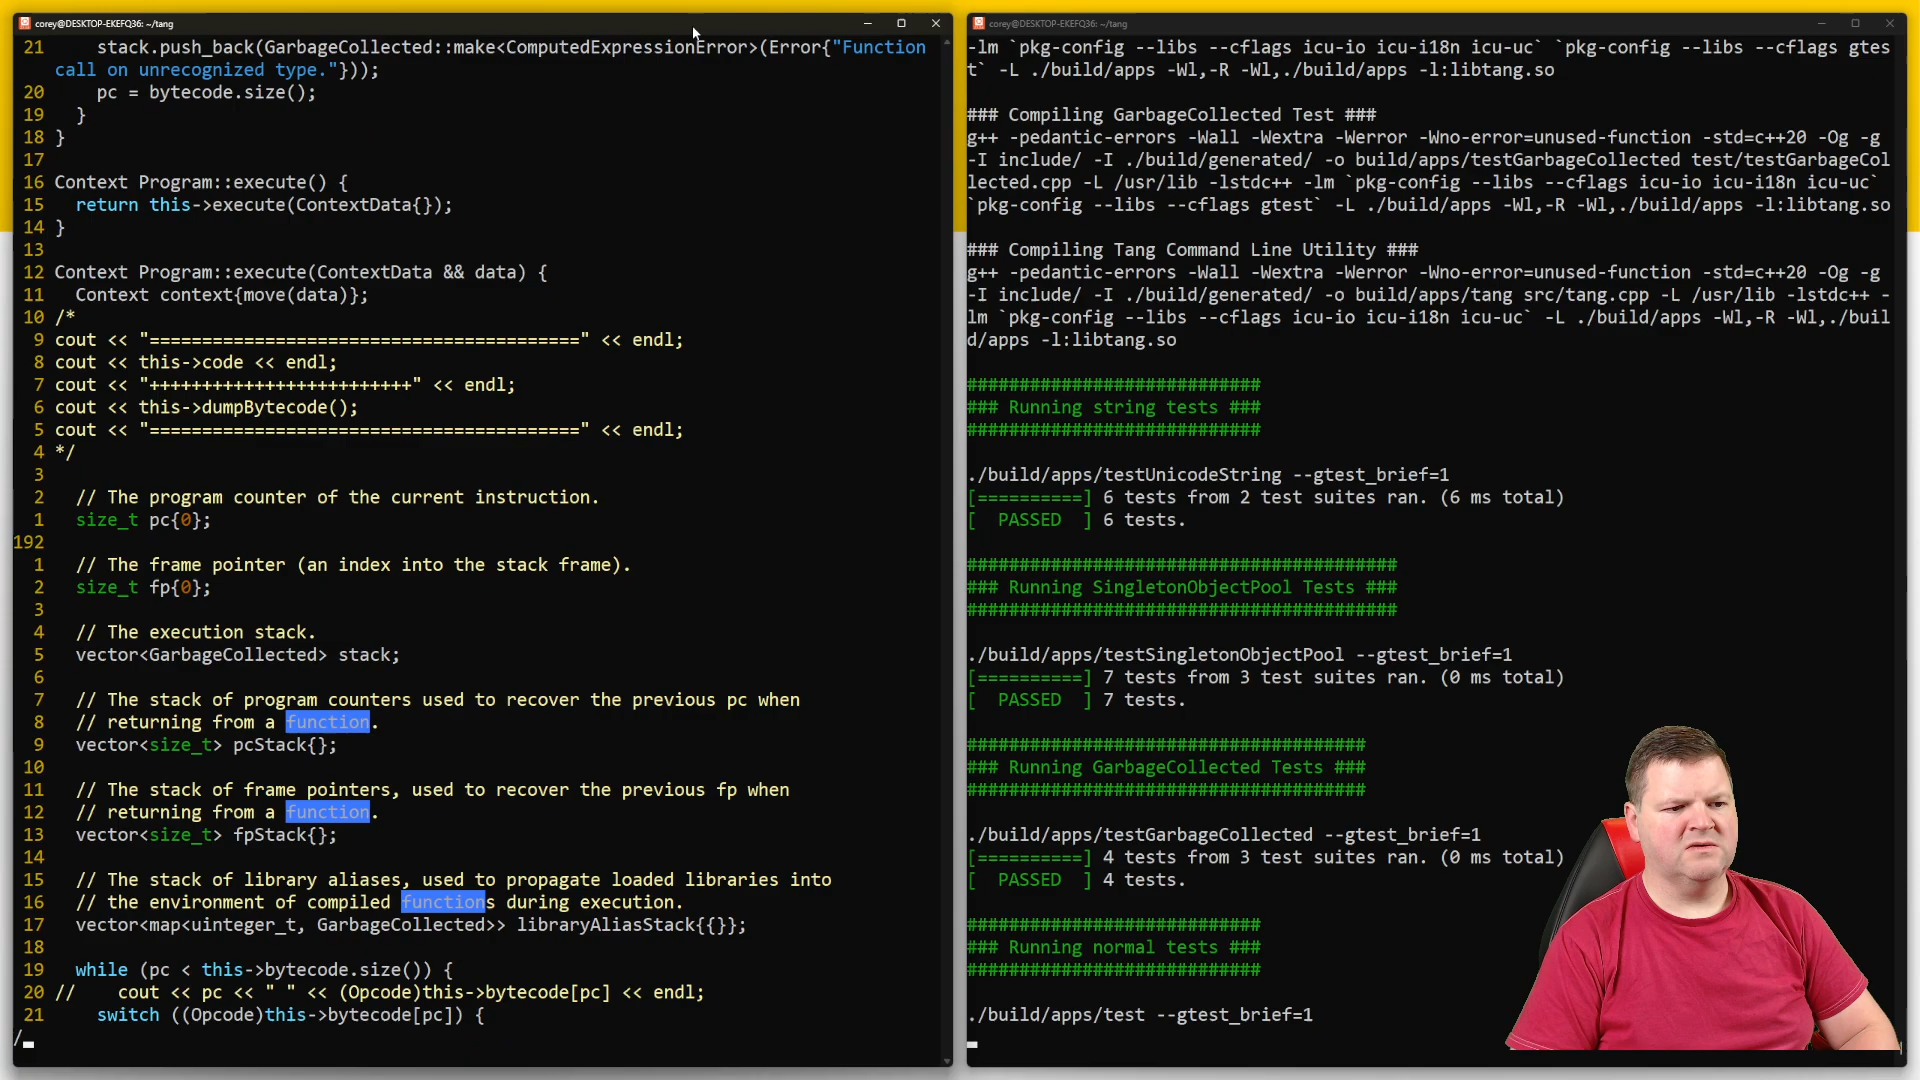 corey@DESKTOP-EKEFQ36: ~/tang
21     stack.push_back(GarbageCollected::make<ComputedExpressionError>(Error{"Function
call on unrecognized type."}));
20     pc = bytecode.size();
19   }
18 }
17
16 Context Program::execute() {
15   return this->execute(ContextData{});
14 }
13
12 Context Program::execute(ContextData && data) {
11   Context context{move(data)};
10 /*
9 cout << "=========================================" << endl;
8 cout << this->code << endl;
7 cout << "+++++++++++++++++++++++++" << endl;
6 cout << this->dumpBytecode();
5 cout << "=========================================" << endl;
4 */
3
2   // The program counter of the current instruction.
1   size_t pc{0};
192
1   // The frame pointer (an index into the stack frame).
2   size_t fp{0};
3
4   // The execution stack.
5   vector<GarbageCollected> stack;
6
7   // The stack of program counters used to recover the previous pc when
8   // returning from a function.
9   vector<size_t> pcStack{};
10
11   // The stack of frame pointers, used to recover the previous fp when
12   // returning from a function.
13   vector<size_t> fpStack{};
14
15   // The stack of library aliases, used to propagate loaded libraries into
16   // the environment of compiled functions during execution.
17   vector<map<uinteger_t, GarbageCollected>> libraryAliasStack{{}};
18
19   while (pc < this->bytecode.size()) {
20 //    cout << pc << " " << (Opcode)this->bytecode[pc] << endl;
21     switch ((Opcode)this->bytecode[pc]) {
/
corey@DESKTOP-EKEFQ36: ~/tang
-lm `pkg-config --libs --cflags icu-io icu-i18n icu-uc` `pkg-config --libs --cflags gtes
t` -L ./build/apps -Wl,-R -Wl,./build/apps -l:libtang.so
### Compiling GarbageCollected Test ###
g++ -pedantic-errors -Wall -Wextra -Werror -Wno-error=unused-function -std=c++20 -Og -g
-I include/ -I ./build/generated/ -o build/apps/testGarbageCollected test/testGarbageCol
lected.cpp -L /usr/lib -lstdc++ -lm `pkg-config --libs --cflags icu-io icu-i18n icu-uc`
`pkg-config --libs --cflags gtest` -L ./build/apps -Wl,-R -Wl,./build/apps -l:libtang.so
### Compiling Tang Command Line Utility ###
g++ -pedantic-errors -Wall -Wextra -Werror -Wno-error=unused-function -std=c++20 -Og -g
-I include/ -I ./build/generated/ -o build/apps/tang src/tang.cpp -L /usr/lib -lstdc++ -
lm `pkg-config --libs --cflags icu-io icu-i18n icu-uc` -L ./build/apps -Wl,-R -Wl,./buil
d/apps -l:libtang.so
############################
### Running string tests ###
############################
./build/apps/testUnicodeString --gtest_brief=1
[==========] 6 tests from 2 test suites ran. (6 ms total)
[  PASSED  ] 6 tests.
#########################################
### Running SingletonObjectPool Tests ###
#########################################
./build/apps/testSingletonObjectPool --gtest_brief=1
[==========] 7 tests from 3 test suites ran. (0 ms total)
[  PASSED  ] 7 tests.
######################################
### Running GarbageCollected Tests ###
######################################
./build/apps/testGarbageCollected --gtest_brief=1
[==========] 4 tests from 3 test suites ran. (0 ms total)
[  PASSED  ] 4 tests.
############################
### Running normal tests ###
############################
./build/apps/test --gtest_brief=1